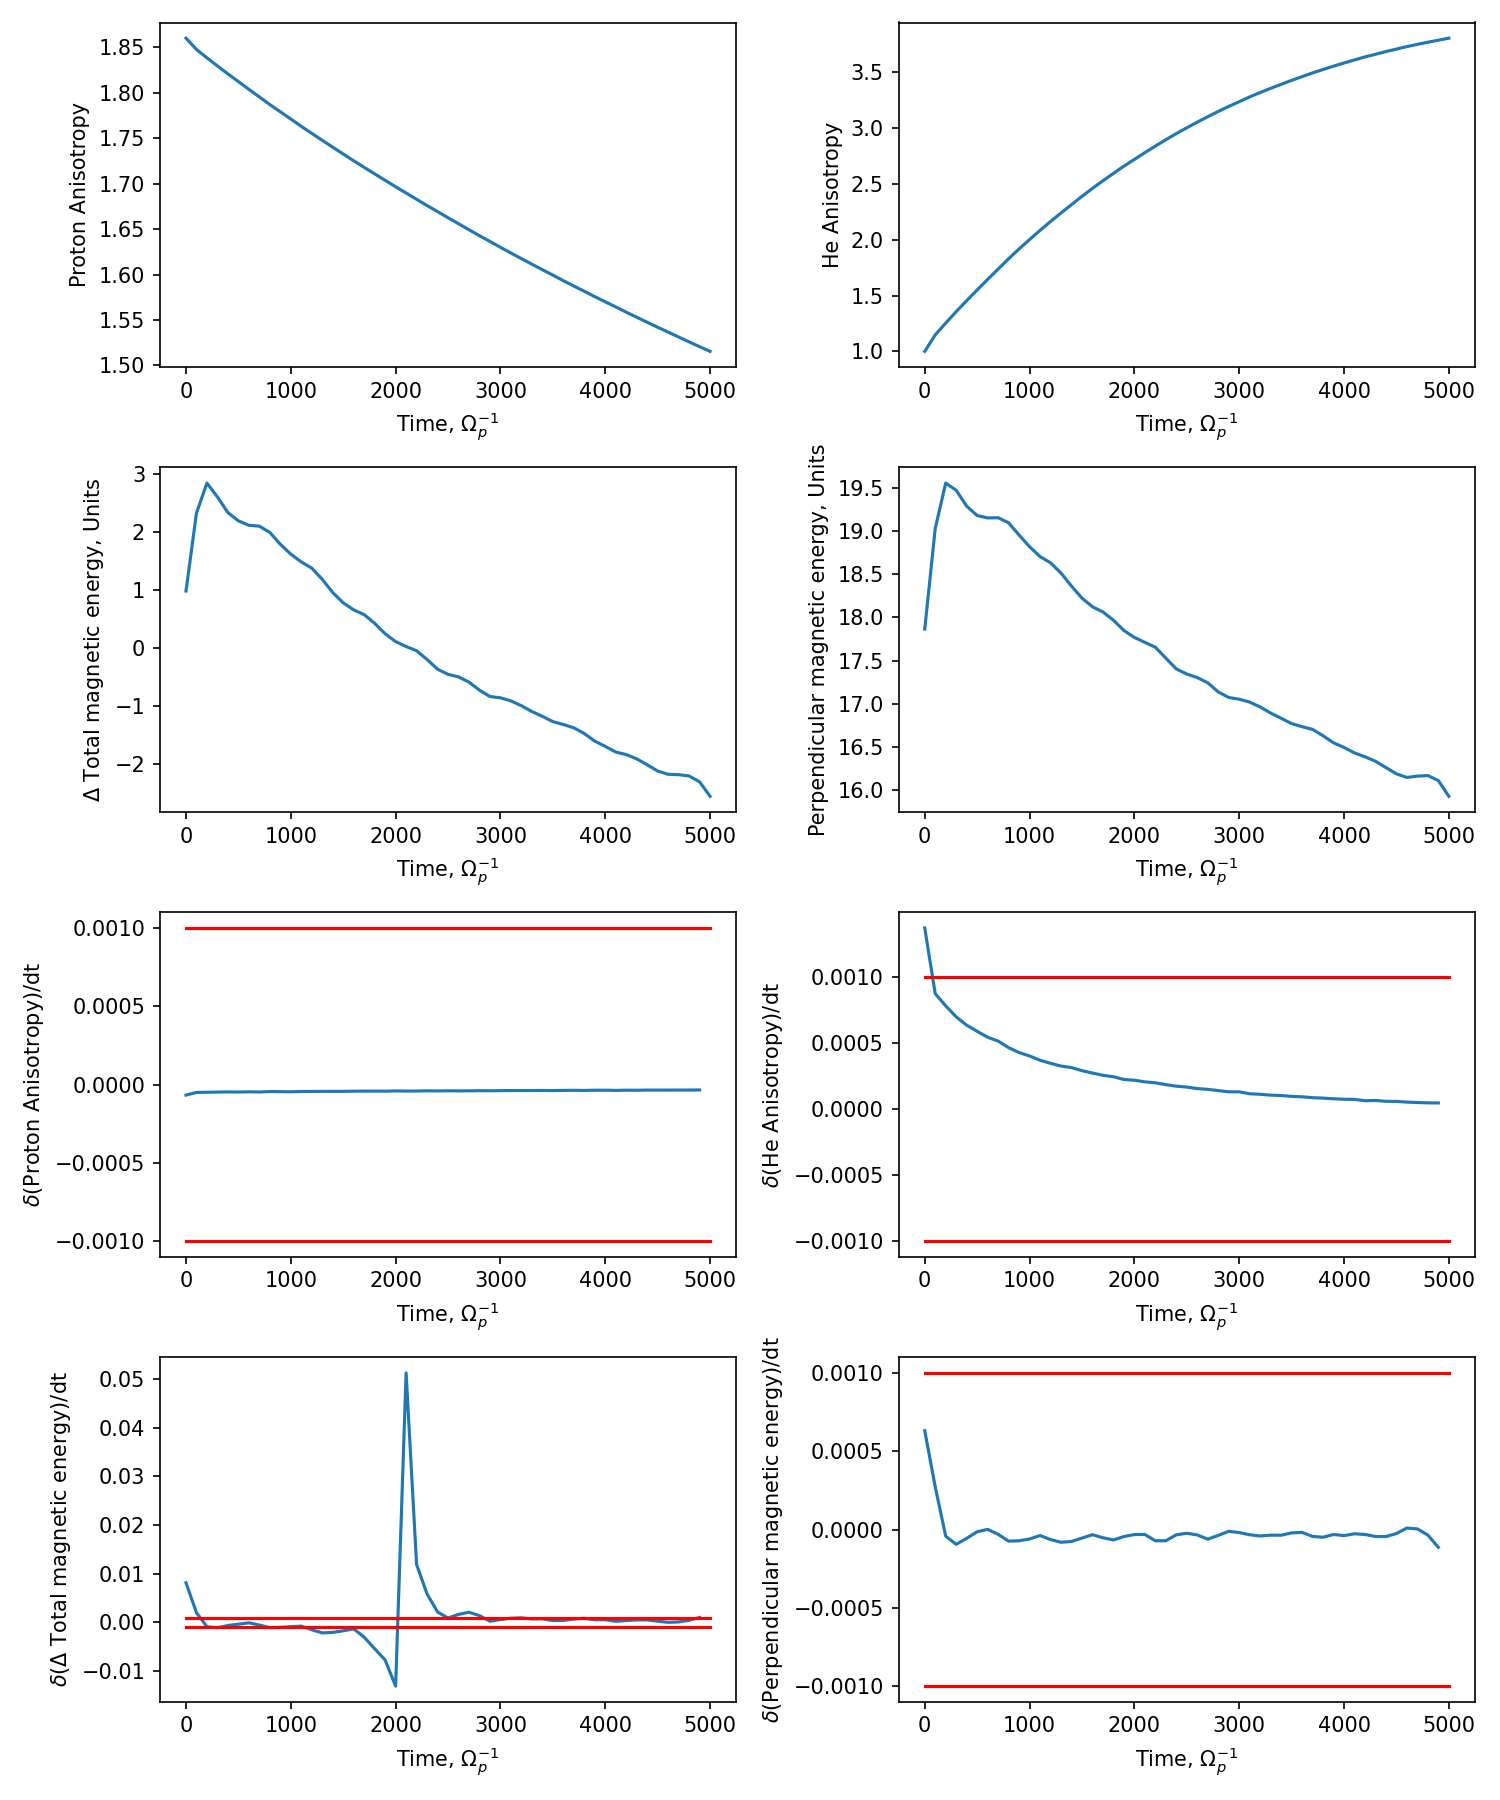 1.85
1.80
1.75
1.70
1.65
1.60
1.55
1.50
Proton Anisotropy
0 1000 2000 3000 4000 5000
Time, Ω_p^{-1}
3.5
3.0
2.5
2.0
1.5
1.0
He Anisotropy
0 1000 2000 3000 4000 5000
Time, Ω_p^{-1}
3
2
1
0
−1
−2
Δ Total magnetic energy, Units
0 1000 2000 3000 4000 5000
Time, Ω_p^{-1}
19.5
19.0
18.5
18.0
17.5
17.0
16.5
16.0
Perpendicular magnetic energy, Units
0 1000 2000 3000 4000 5000
Time, Ω_p^{-1}
0.0010
0.0005
0.0000
−0.0005
−0.0010
δ(Proton Anisotropy)/dt
0 1000 2000 3000 4000 5000
Time, Ω_p^{-1}
0.0010
0.0005
0.0000
−0.0005
−0.0010
δ(He Anisotropy)/dt
0 1000 2000 3000 4000 5000
Time, Ω_p^{-1}
0.05
0.04
0.03
0.02
0.01
0.00
−0.01
δ(Δ Total magnetic energy)/dt
0 1000 2000 3000 4000 5000
Time, Ω_p^{-1}
0.0010
0.0005
0.0000
−0.0005
−0.0010
δ(Perpendicular magnetic energy)/dt
0 1000 2000 3000 4000 5000
Time, Ω_p^{-1}